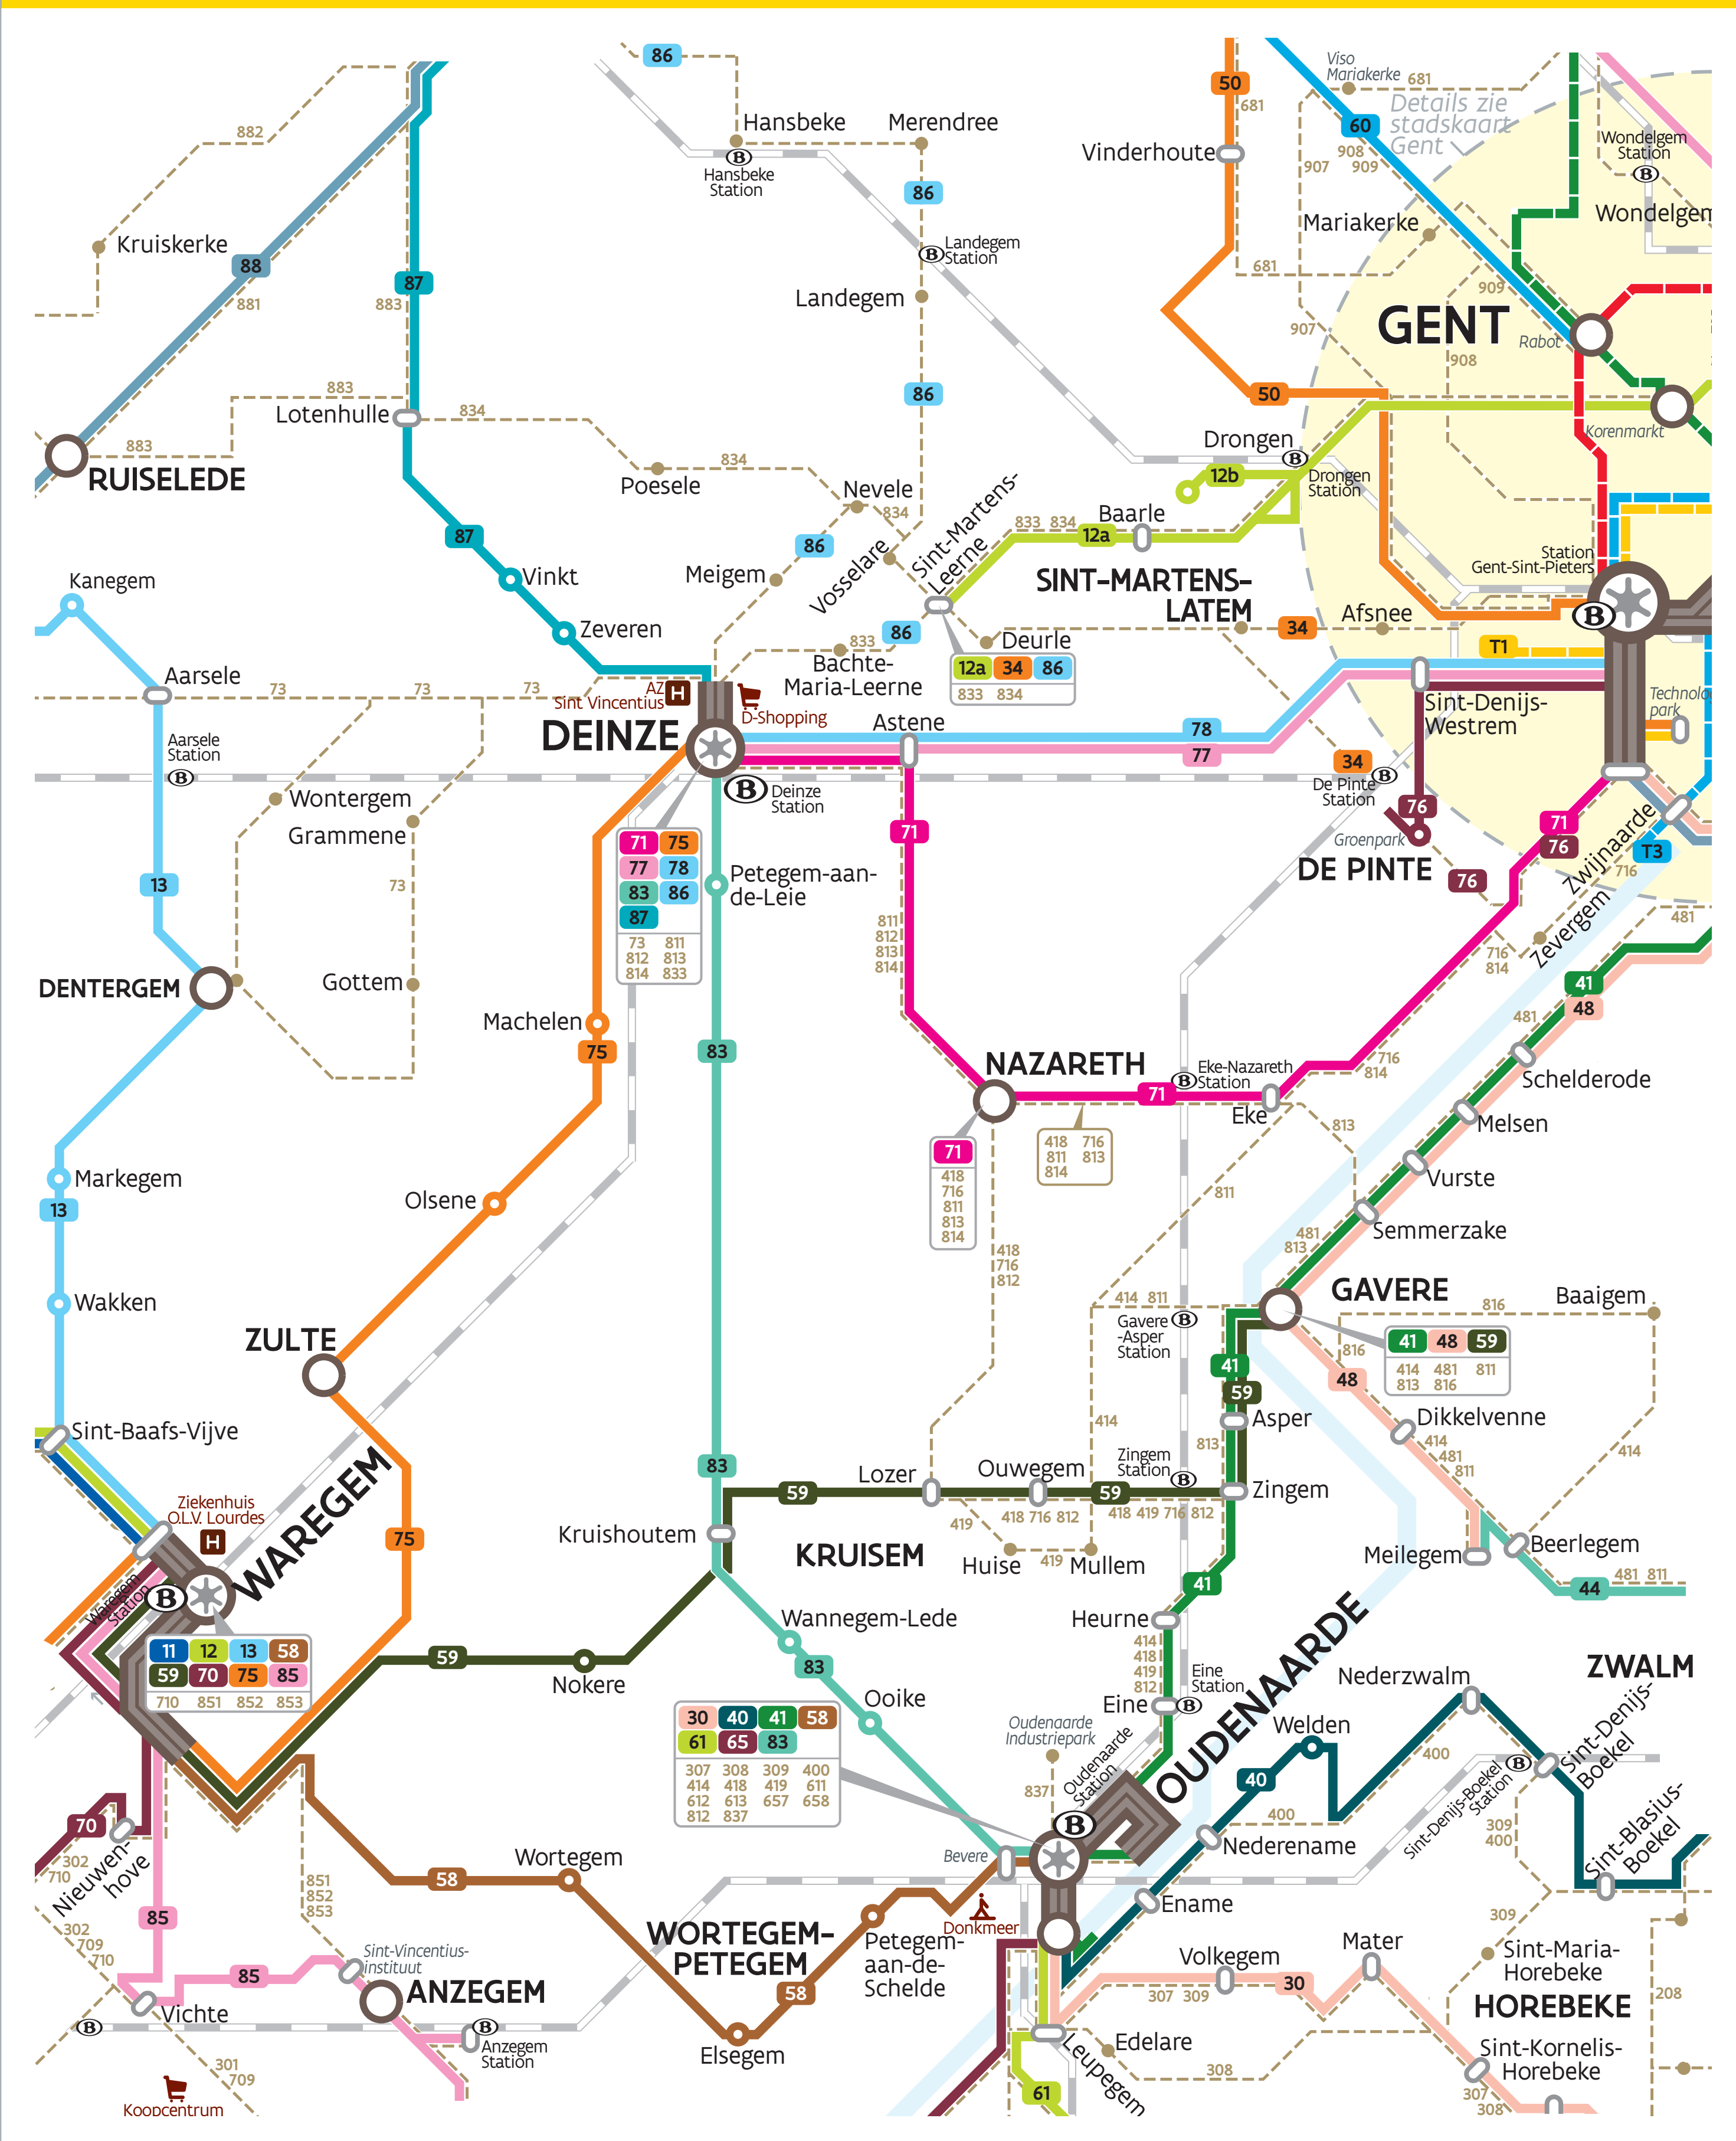 86
50
681
Viso
Mariakerke
681
Details zie
stadskaart
Gent
60
908
909
907
882
Hansbeke
Merendree
Vinderhoute
Wondelgem
Station
B
B
Hansbeke
Station
86
Mariakerke
Kruiskerke
Landegem
Station
B
88
87
681
909
881
883
Landegem
907
GENT
Rabot
908
883
86
50
Lotenhulle
834
Korenmarkt
883
Drongen
B
RUISELEDE
834
Poesele
12b
Drongen
Station
Nevele
834
Sint-Martens-
Leerne
Baarle
833 834
12a
87
86
Vosselare
Station
Gent-Sint-Pieters
Kanegem
Vinkt
Meigem
SINT-MARTENS-
LATEM
Afsnee
B
Zeveren
86
833
Deurle
34
T1
Aarsele
73
73
73
AZ
Sint Vincentius
H
D-Shopping
Bachte-
Maria-Leerne
12a 34 86
833 834
Sint-Denijs-
Westrem
DEINZE
Astene
78
77
Aarsele
Station
B
B
Deinze
Station
34
De Pinte
Station
B
Wontergem
Grammene
71
76
71
76
Groenpark
T3
Zwijnaarde
716
71 75
77 78
83 86
87
73 811
812 813
814 833
DE PINTE
76
13
73
Petegem-aan-
de-Leie
811
812
813
814
481
Zevergem
716
814
DENTERGEM
Gottem
41
48
481
Machelen
75
83
NAZARETH
Eke-Nazareth
Station
B
716
814
Schelderode
71
Eke
Melsen
71
418
716
811
813
814
418 716
811 813
814
813
Markegem
Vurste
13
Olsene
811
Semmerzake
418
716
812
481
813
Wakken
GAVERE
Baaigem
414 811
816
ZULTE
Gavere
-Asper
Station
B
816
41 48 59
414 481 811
813 816
41
59
48
Sint-Baafs-Vijve
Asper
Dikkelvenne
414
813
414
481
811
414
WAREGEM
83
Lozer
Ouwegem
Zingem
Station
B
Zingem
59
59
Ziekenhuis
O.L.V. Lourdes
H
419
418 716 812
418 419 716 812
75
Kruishoutem
KRUISEM
Huise
419
Mullem
Meilegem
Beerlegem
41
44
481 811
Waregem
Station
B
Wannegem-Lede
Heurne
11 12 13 58
59 70 75 85
710 851 852 853
59
83
414
418
419
812
Nokere
Eine
Station
B
Eine
OUDENAARDE
Nederzwalm
ZWALM
30 40 41 58
61 65 83
307 308 309 400
414 418 419 611
612 613 657 658
812 837
Ooike
Oudenaarde
Industriepark
Oudenaarde
Station
B
Welden
Sint-Denijs-
Boekel
400
Sint-Denijs-Boekel
Station
B
837
40
400
309
400
Sint-Blasius-
Boekel
70
302
710
Nieuwen-
hove
Wortegem
Bevere
Nederename
851
852
853
58
85
Ename
309
302
709
710
WORTEGEM-
PETEGEM
Donkmeer
Petegem-
aan-de-
Schelde
Sint-Vincentius-
instituut
Volkegem
Mater
Sint-Maria-
Horebeke
85
58
30
307 309
208
ANZEGEM
HOREBEKE
Vichte
B
B
Anzegem
Station
Elsegem
Leupegem
Edelare
Sint-Kornelis-
Horebeke
301
709
308
61
307
308
Koopcentrum